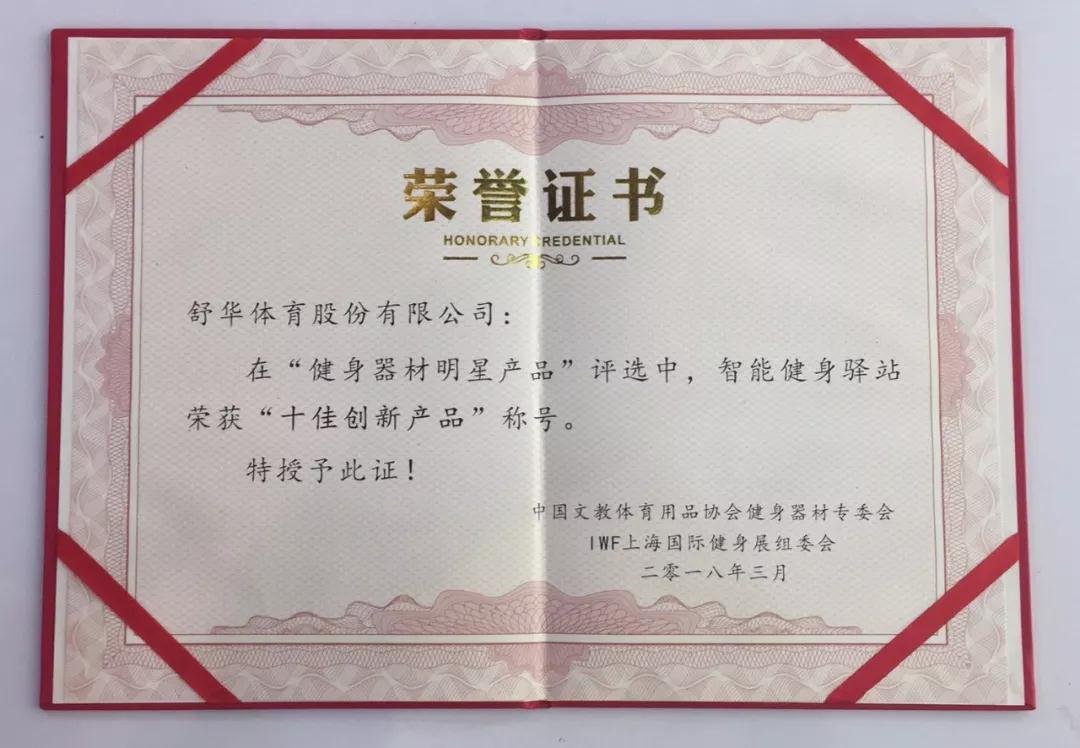 荣誉证书
HONORARY CREDENTIAL
舒华体育股份有限公司：
在“健身器材明星产品”评选中，智能健身驿站
荣获“十佳创新产品”称号。
特授予此证！
中国文教体育用品协会健身器材专委会
IWF上海国际健身展组委会
二零一八年三月